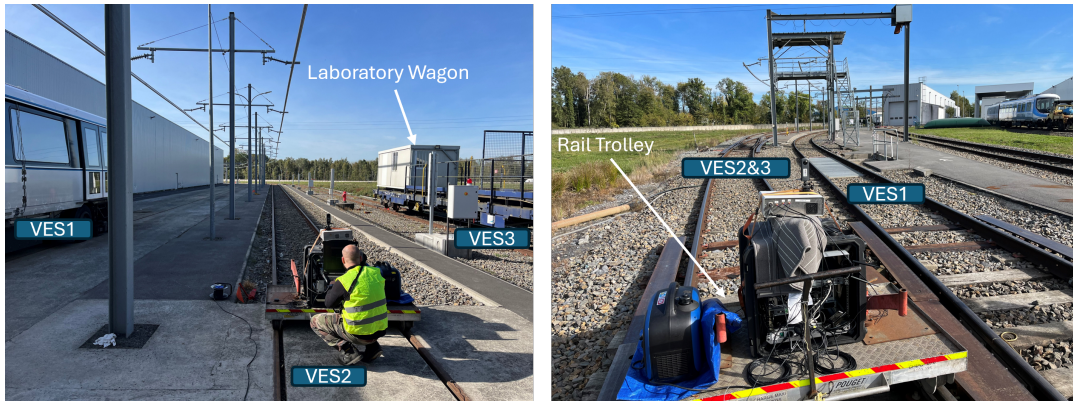 Laboratory Wagon
VES1
VES3
VES2
Rail Trolley
VES2&3
VES1
POUGET